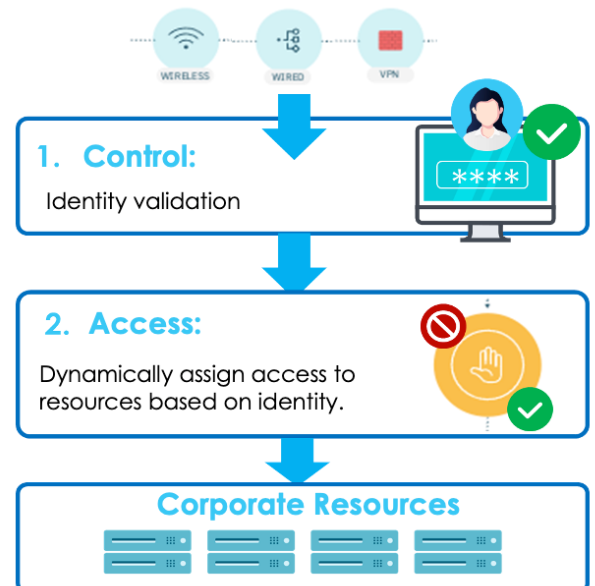 WIRELESS
WIRED
VPN
1. Control:
Identity validation
****
2. Access:
Dynamically assign access to
resources based on identity.
Corporate Resources